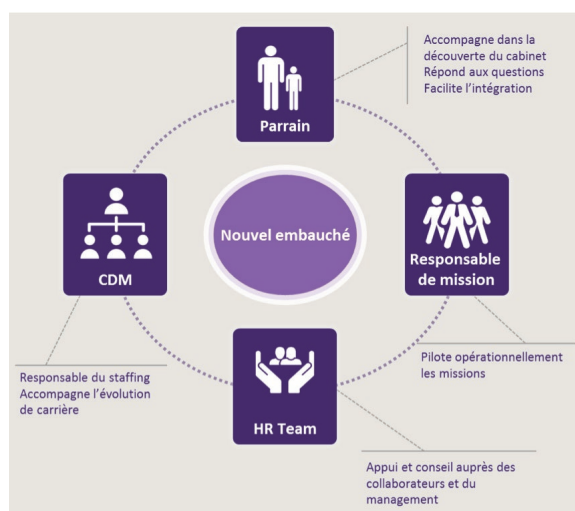 Accompagne dans la
découverte du cabinet
Répond aux questions
Facilite l'intégration
Parrain
Nouvel embauché
CDM
Responsable
de mission
Responsable du staffing
Accompagne l'évolution
de carrière
Pilote opérationnellement
les missions
HR Team
Appui et conseil auprès des
collaborateurs et du
management